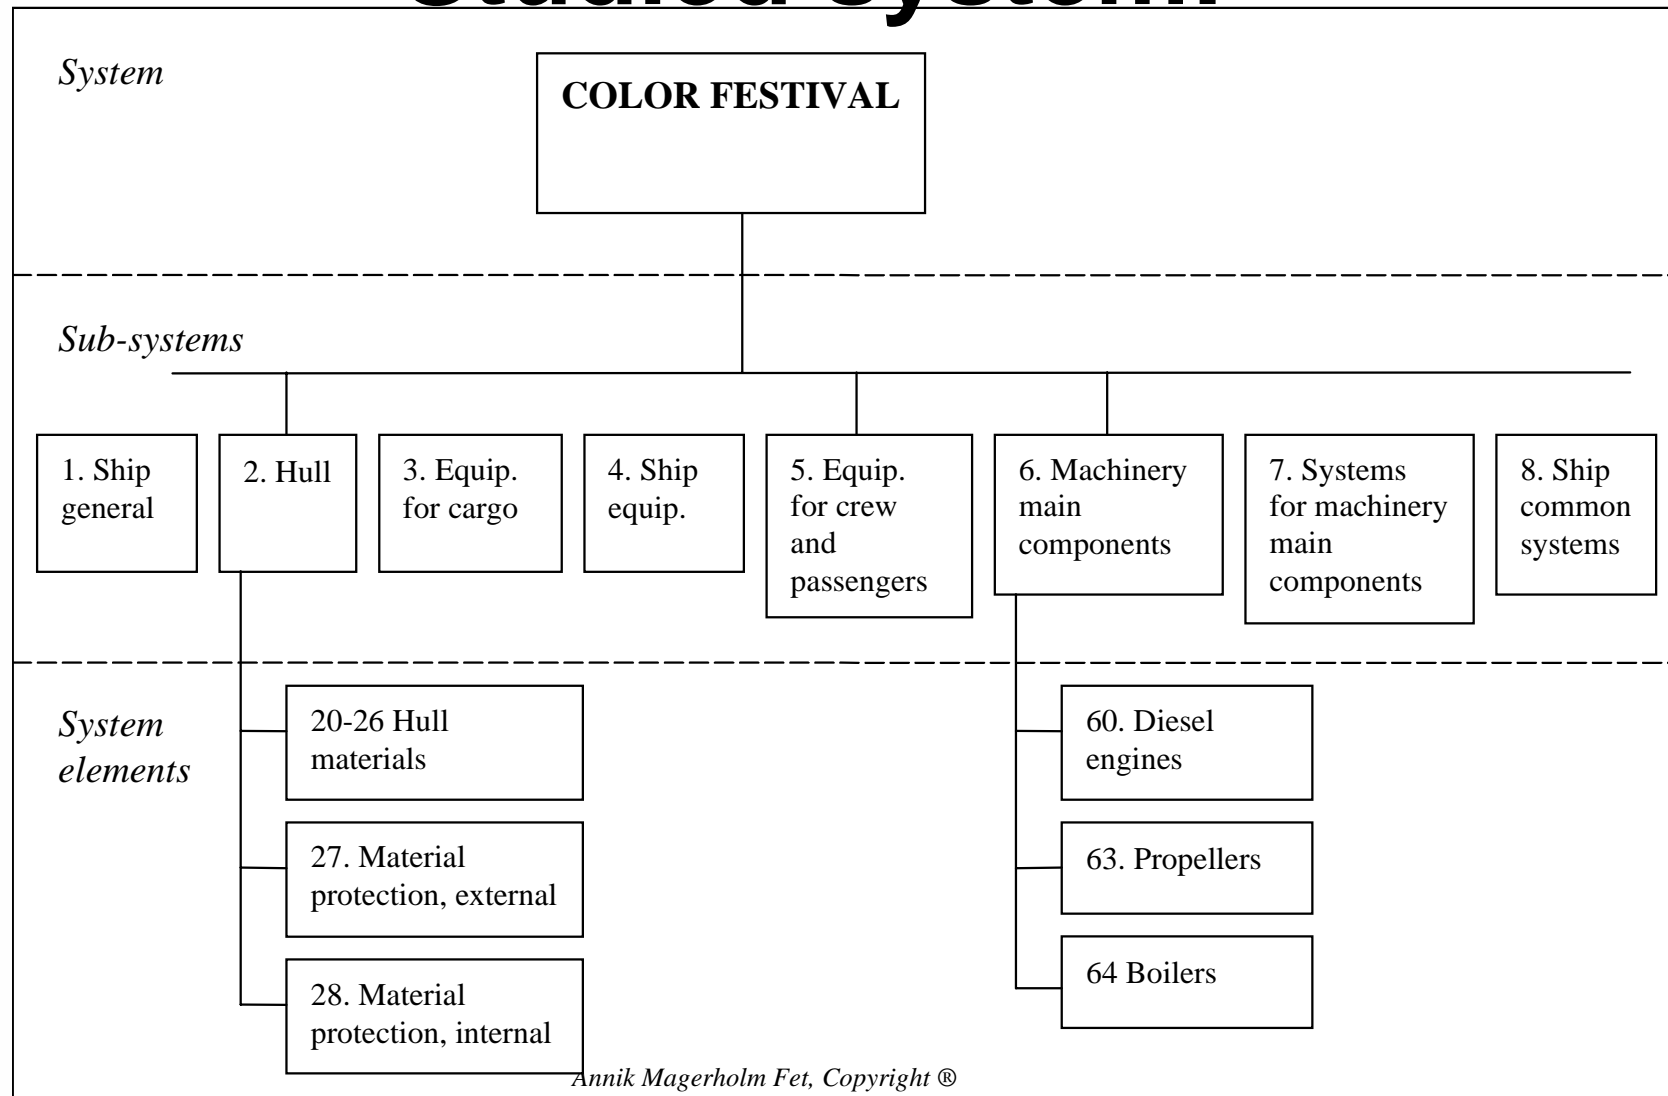 Studied system:
System
COLOR FESTIVAL
Sub-systems
1. Ship
general
2. Hull
3. Equip.
for cargo
4. Ship
equip.
5. Equip.
for crew
and
passengers
6. Machinery
main
components
7. Systems
for machinery
main
components
8. Ship
common
systems
System
elements
20-26 Hull
materials
27. Material
protection, external
28. Material
protection, internal
60. Diesel
engines
63. Propellers
64 Boilers
Annik Magerholm Fet, Copyright ®